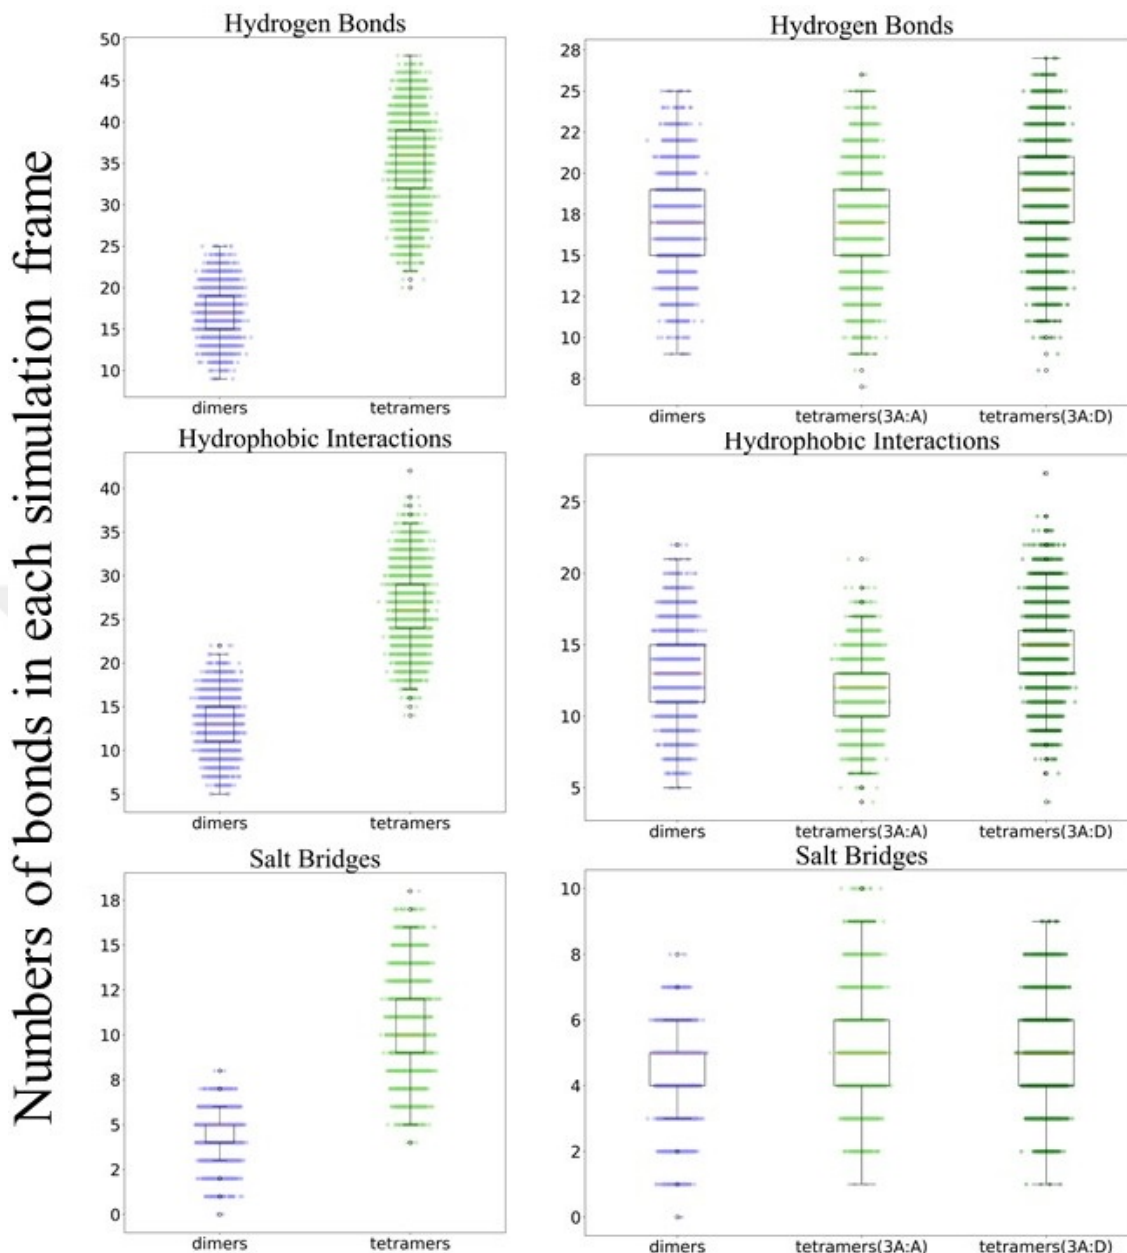 Numbers of bonds in each simulation frame
Hydrogen Bonds
50
45
40
35
30
25
20
15
10
dimers
tetramers
Hydrogen Bonds
28
25
22
20
18
15
12
10
8
dimers
tetramers(3A:A)
tetramers(3A:D)
Hydrophobic Interactions
40
35
30
25
20
15
10
5
dimers
tetramers
Hydrophobic Interactions
25
20
15
10
5
dimers
tetramers(3A:A)
tetramers(3A:D)
Salt Bridges
18
15
12
10
8
5
2
0
dimers
tetramers
Salt Bridges
10
8
6
4
2
0
dimers
tetramers(3A:A)
tetramers(3A:D)